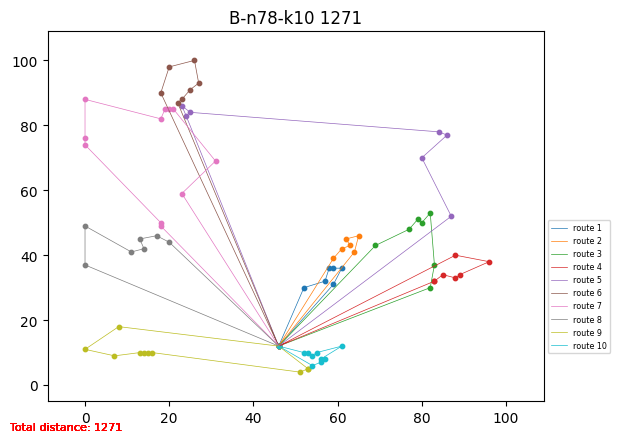 B-n78-k10 1271
100
80
60
40
20
0
0
20
40
60
80
100
route 1
route 2
route 3
route 4
route 5
route 6
route 7
route 8
route 9
route 10
Total distance: 1271